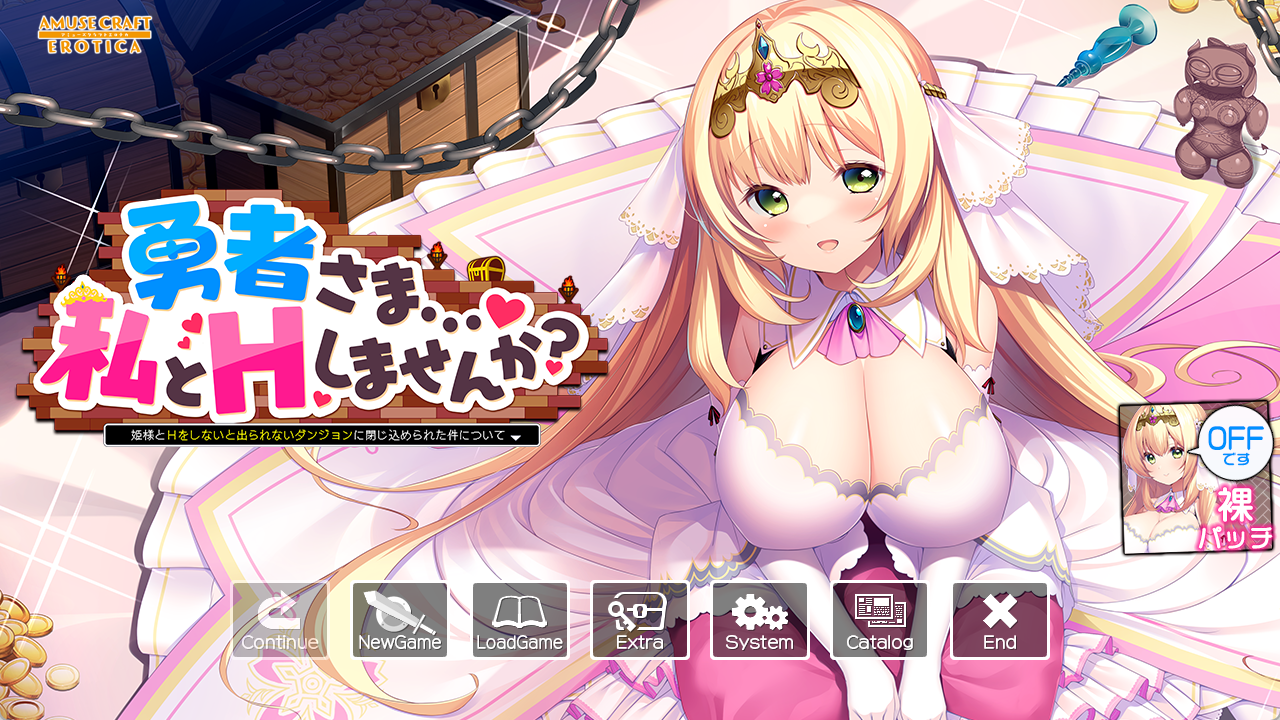 AMUSE CRAFT
EROTICA
勇者さま...
私とHしませんか?
姫様とHをしないと出られないダンジョンに閉じ込められた件について
OFF
です
裸
パッチ
Continue
NewGame
LoadGame
Extra
System
Catalog
End